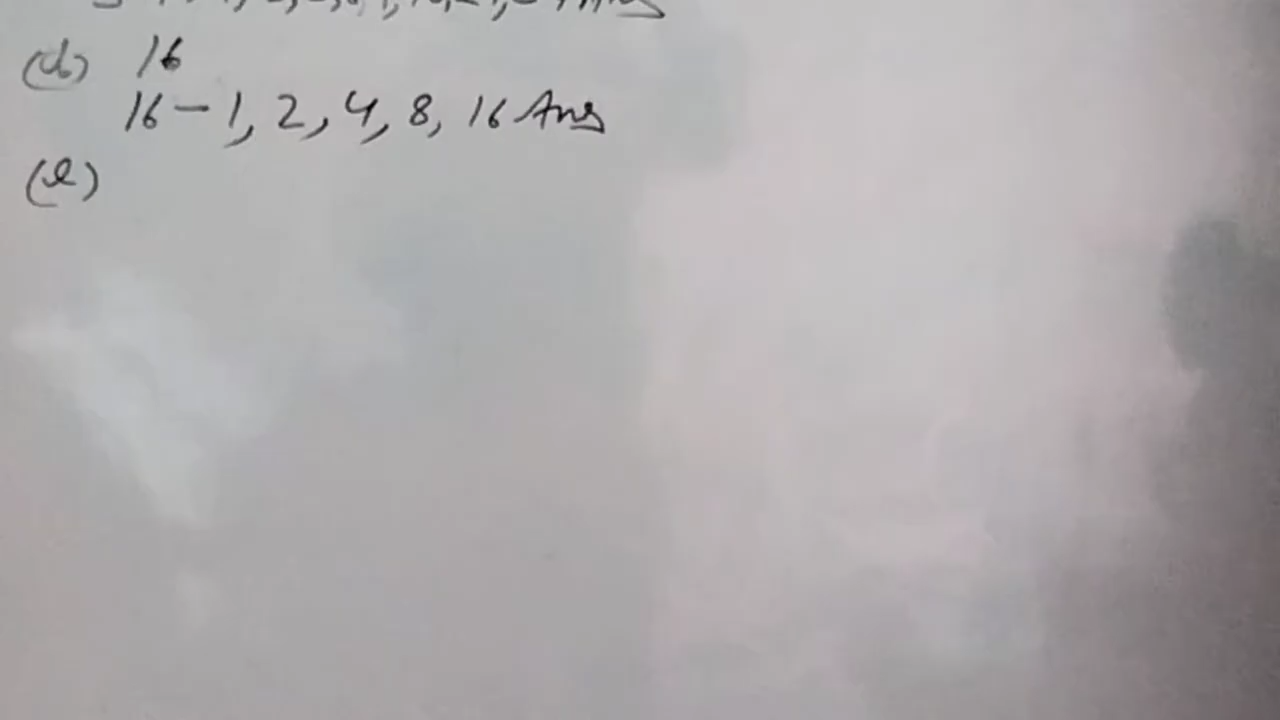 (d) 16
16 - 1, 2, 4, 8, 16 Ans
(e)